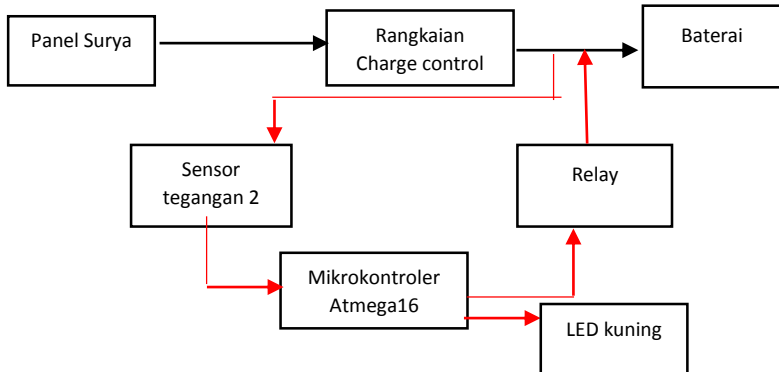 Panel Surya
Rangkaian
Charge control
Baterai
Sensor
tegangan 2
Relay
Mikrokontroler
Atmega16
LED kuning